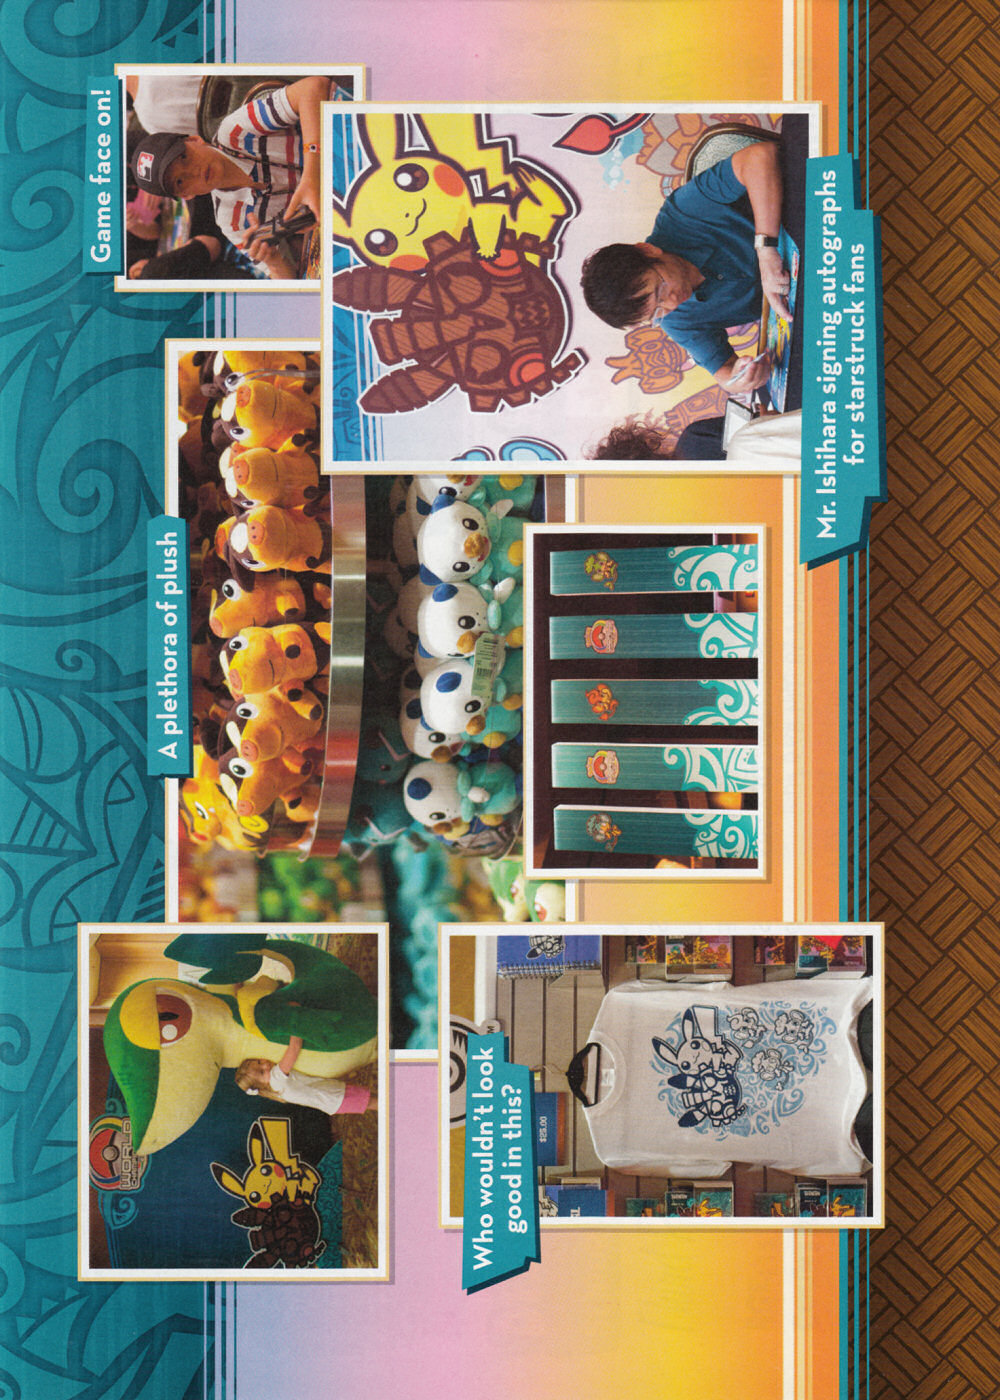 WORLD
Game face on!
A plethora of plush
Who wouldn't look
good in this?
$25.00
Mr. Ishihara signing autographs
for starstruck fans